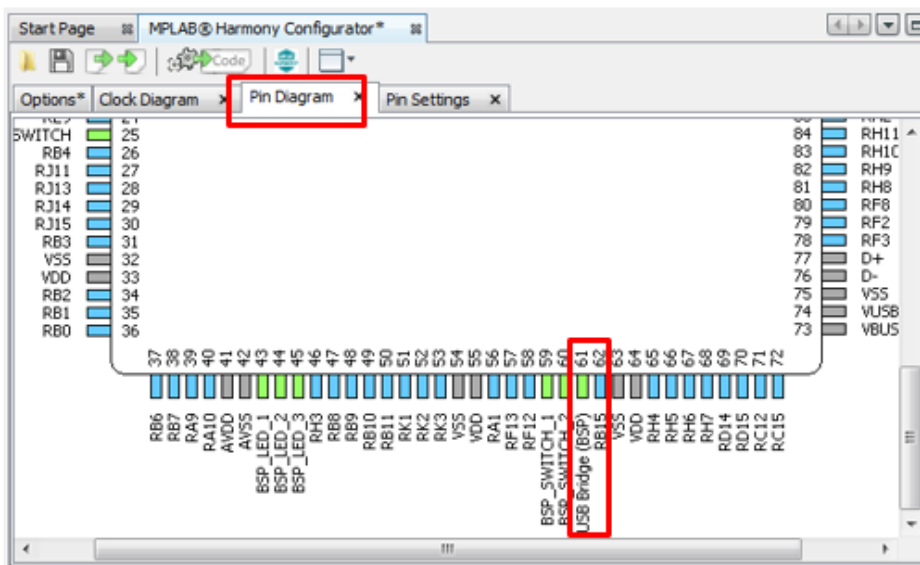 Start Page MPLAB® Harmony Configurator*
Code
Options* Clock Diagram Pin Diagram Pin Settings
SWITCH 25
RB4 26
RJ11 27
RJ13 28
RJ14 29
RJ15 30
RB3 31
VSS 32
VDD 33
RB2 34
RB1 35
RB0 36
84 RH11
83 RH10
82 RH9
81 RH8
80 RF8
79 RF2
78 RF3
77 D+
76 D-
75 VSS
74 VUSB
73 VBUS
37 38 39 40 41 42 43 44 45 46 47 48 49 50 51 52 53 54 55 56 57 58 59 60 61 62 63 64 65 66 67 68 69 70 71 72
RB6
RB7
RA9
RA10
AVDD
AVSS
BSP_LED_1
BSP_LED_2
BSP_LED_3
RH3
RB8
RB9
RB10
RB11
RK1
RK2
RK3
VSS
VDD
RA1
RF13
RF12
BSP_SWITCH_1
BSP_SWITCH_2
USB Bridge (BSP)
RB15
VSS
VDD
RH4
RH5
RH6
RH7
RD14
RD15
RC12
RC15